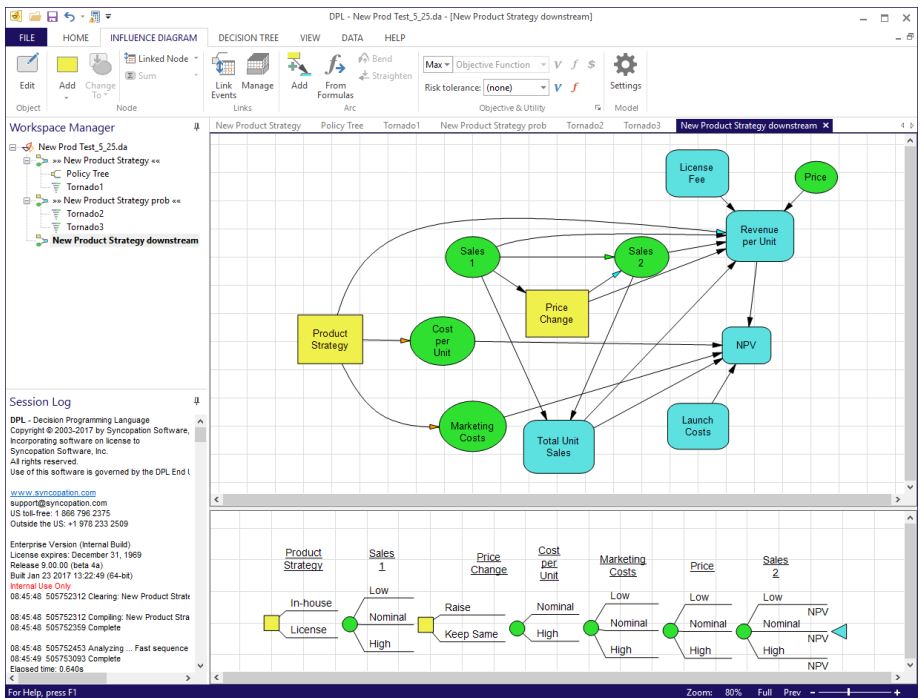 DPL - New Prod Test_5_25.da - [New Product Strategy downstream]
FILE HOME INFLUENCE DIAGRAM DECISION TREE VIEW DATA HELP
Edit
Add
Change To
Linked Node
Sum
Link Events
Manage
Add
From Formulas
Bend
Straighten
Max Objective Function V f $
Risk tolerance: (none) V f
Settings
Object Node Links Arc Objective & Utility Model
Workspace Manager
New Prod Test_5_25.da
»» New Product Strategy ««
Policy Tree
Tornado1
»» New Product Strategy prob ««
Tornado2
Tornado3
New Product Strategy downstream
New Product Strategy Policy Tree Tornado1 New Product Strategy prob Tornado2 Tornado3 New Product Strategy downstream
License
Fee
Price
Revenue
per Unit
Sales
1
Sales
2
Price
Change
Product
Strategy
Cost
per
Unit
NPV
Marketing
Costs
Total Unit
Sales
Launch
Costs
Session Log
DPL - Decision Programming Language
Copyright © 2003-2017 by Syncopation Software,
Incorporating software on license to
Syncopation Software, Inc.
All rights reserved.
Use of this software is governed by the DPL End
www.syncopation.com
support@syncopation.com
US toll-free: 1 866 796 2375
Outside the US: +1 978 233 2509
Enterprise Version (Internal Build)
License expires: December 31, 1969
Release 9.00.00 (beta 4a)
Built Jan 23 2017 13:22:49 (64-bit)
Internal Use Only
08:45:48 505752312 Clearing: New Product Strate
08:45:48 505752312 Compiling: New Product Stra
08:45:48 505752359 Complete
08:45:48 505752453 Analyzing ... Fast sequence
08:45:49 505753093 Complete
Elapsed time: 0.640s
Product
Strategy
Sales
1
Price
Change
Cost
per
Unit
Marketing
Costs
Price
Sales
2
In-house
License
Low
Nominal
High
Raise
Keep Same
Nominal
High
Low
Nominal
High
Low
Nominal
High
Low
Nominal
High
NPV
NPV
NPV
For Help, press F1
Zoom: 80% Full Prev - +